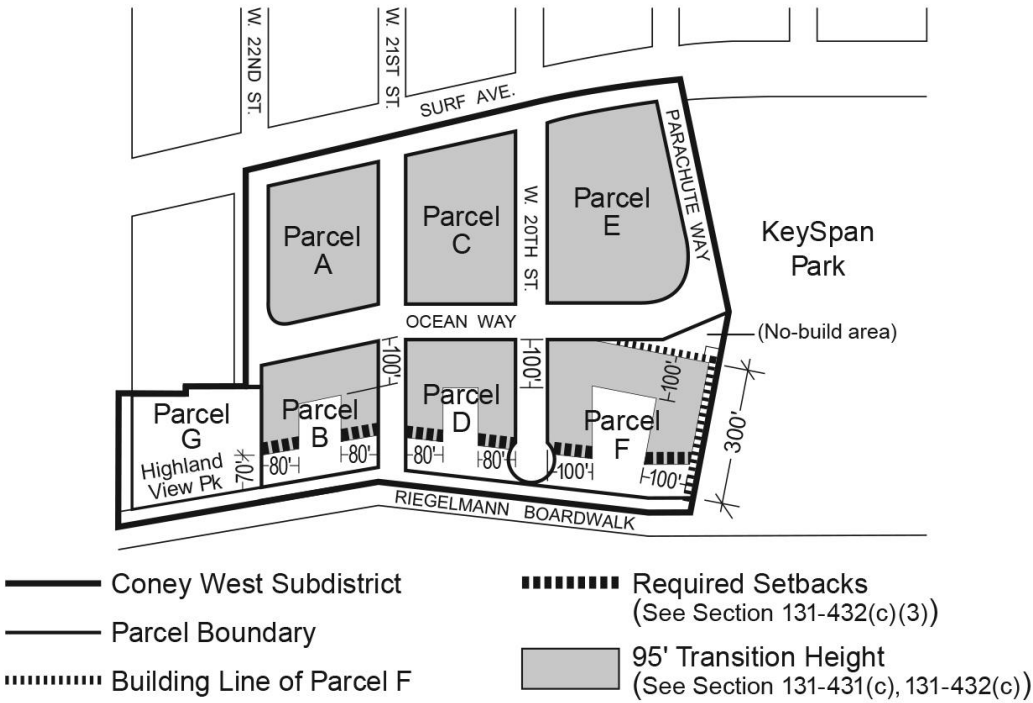 W. 22ND ST.
W. 21ST ST.
SURF AVE.
PARACHUTE WAY
Parcel
A
Parcel
C
W. 20TH ST.
Parcel
E
KeySpan
Park
OCEAN WAY
(No-build area)
100'
100'
100'
300'
Parcel
G
Highland
View Pk
70'
Parcel
B
80'
80'
Parcel
D
80'
80'
Parcel
F
100'
100'
RIEGELMANN BOARDWALK
Coney West Subdistrict
Parcel Boundary
Building Line of Parcel F
Required Setbacks
(See Section 131-432(c)(3))
95' Transition Height
(See Section 131-431(c), 131-432(c))